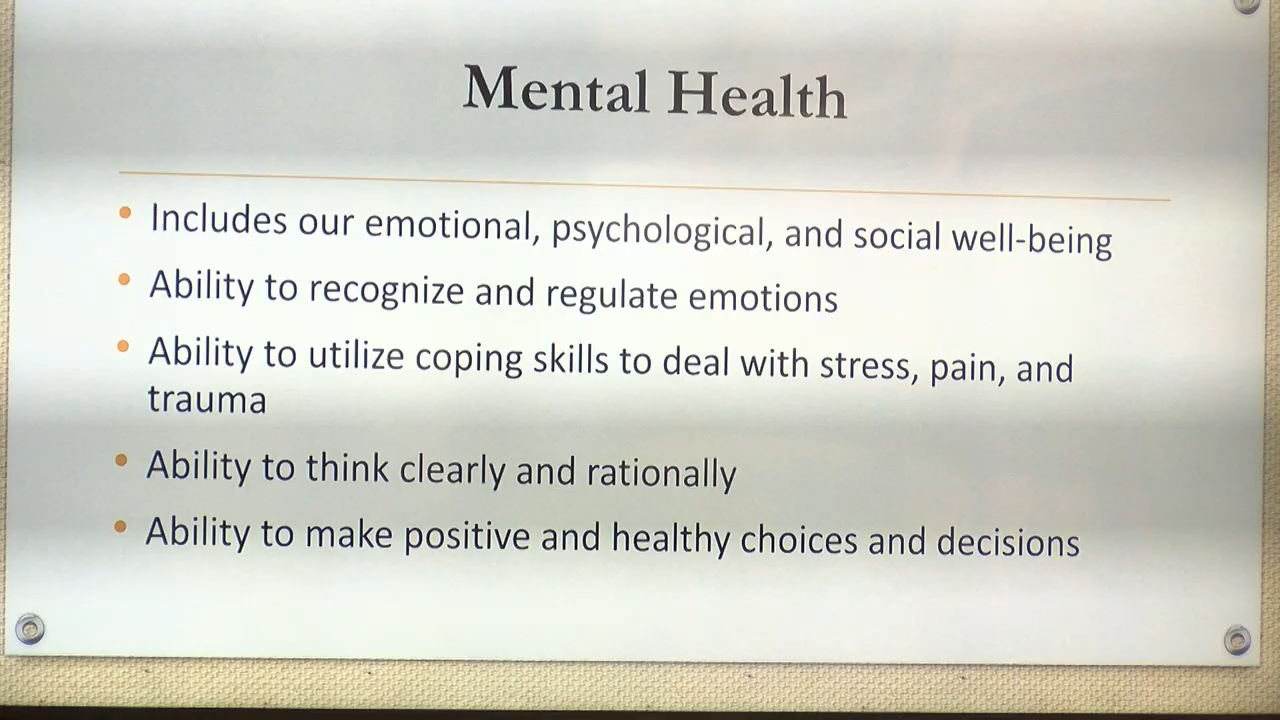 Mental Health
• Includes our emotional, psychological, and social well-being
• Ability to recognize and regulate emotions
• Ability to utilize coping skills to deal with stress, pain, and
trauma
• Ability to think clearly and rationally
• Ability to make positive and healthy choices and decisions